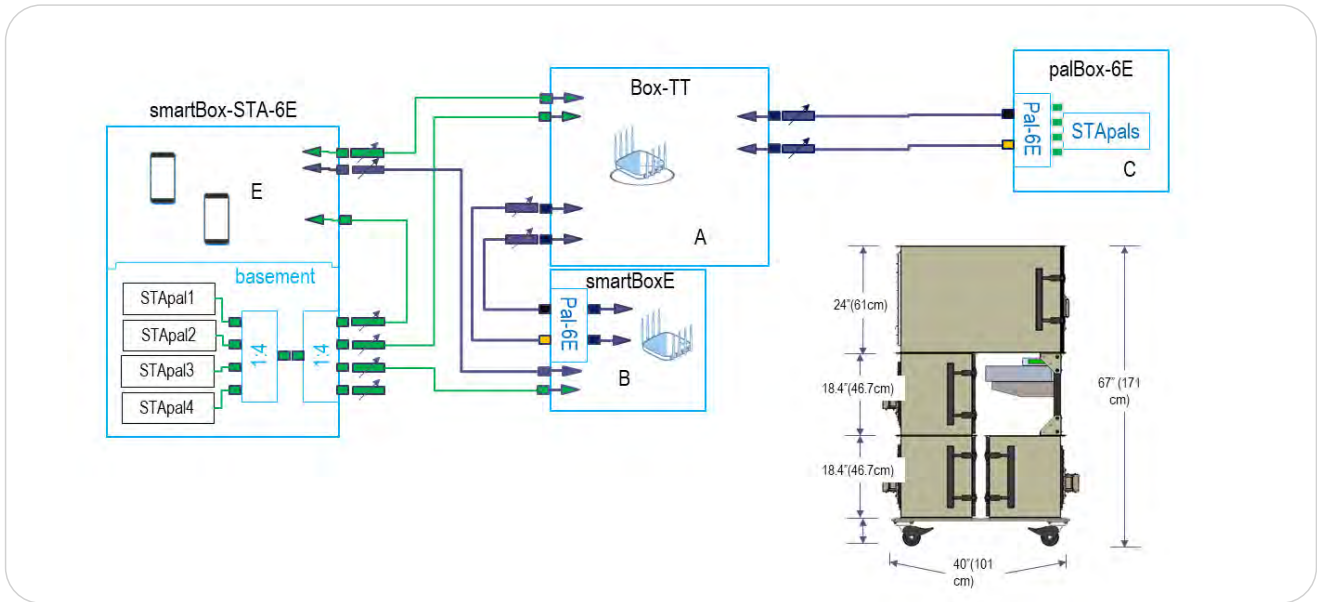 smartBox-STA-6E
E
basement
STApal1
STApal2
STApal3
STApal4
1:4
1:4
Box-TT
A
smartBoxE
Pal-6E
B
palBox-6E
Pal-6E
STApals
C
24"(61cm)
18.4"(46.7cm)
18.4"(46.7cm)
67" (171
cm)
40"(101
cm)